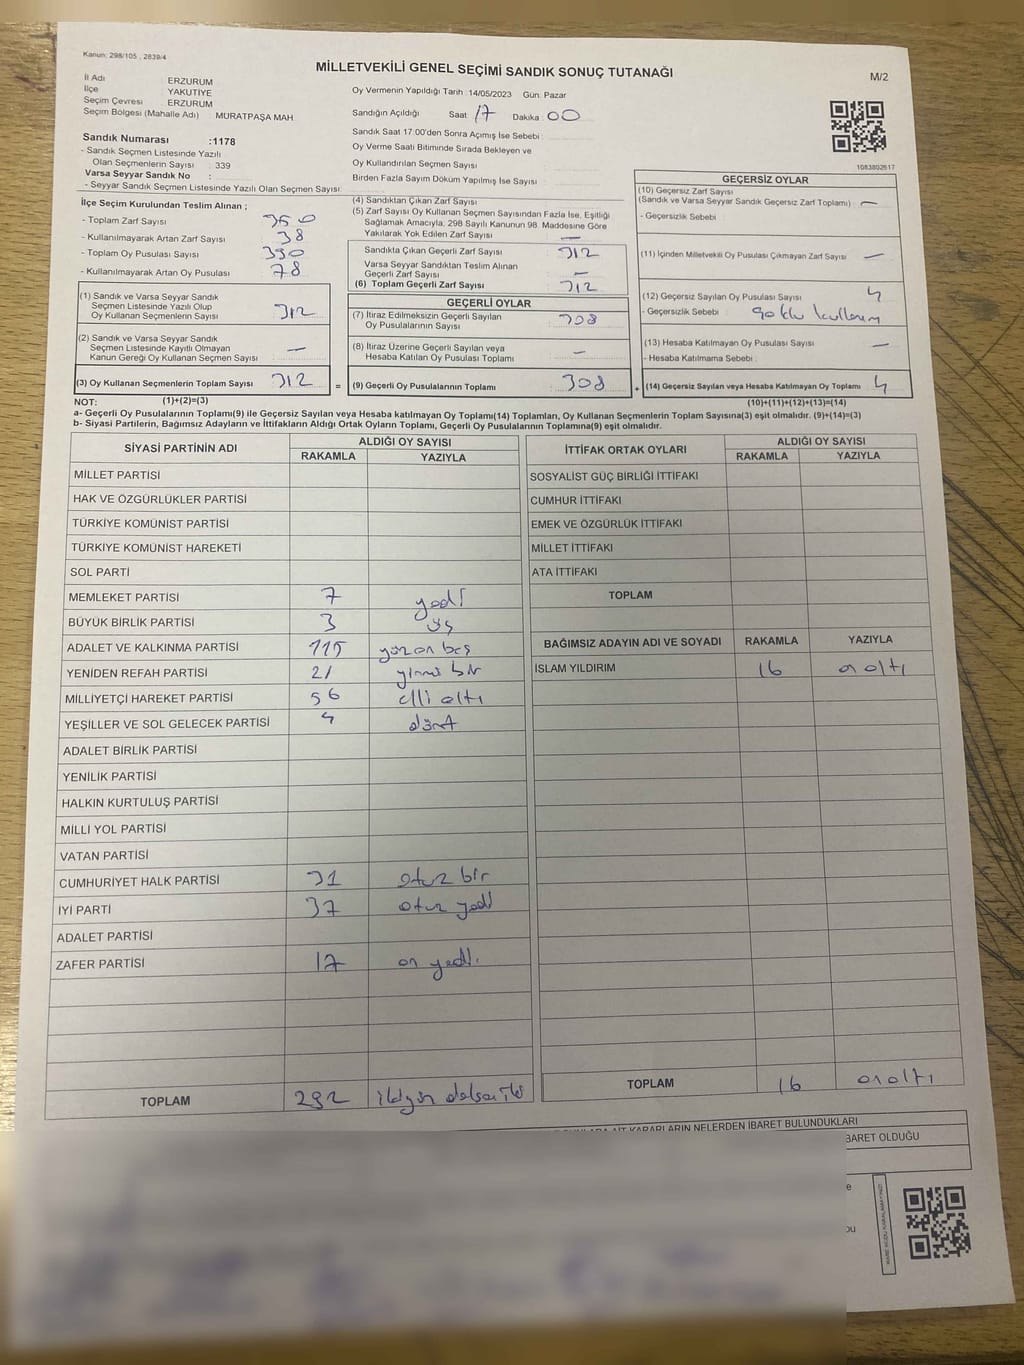 Kanun: 298/105 , 2839/4
MİLLETVEKİLİ GENEL SEÇİMİ SANDIK SONUÇ TUTANAĞI
M/2
İl Adı ERZURUM
İlçe YAKUTİYE
Seçim Çevresi ERZURUM
Seçim Bölgesi (Mahalle Adı) MURATPAŞA MAH.
Oy Vermenin Yapıldığı Tarih : 14/05/2023 Gün: Pazar
Sandığın Açıldığı Saat 17 Dakika : 00
Sandık Saat 17:00'den Sonra Açımış İse Sebebi :
Oy Verme Saati Bitiminde Sırada Bekleyen ve
Oy Kullandırılan Seçmen Sayısı :
Birden Fazla Sayım Döküm Yapılmış İse Sayısı :
1083802617
Sandık Numarası :1178
- Sandık Seçmen Listesinde Yazılı
Olan Seçmenlerin Sayısı : 339
Varsa Seyyar Sandık No :
- Seyyar Sandık Seçmen Listesinde Yazılı Olan Seçmen Sayısı:
İlçe Seçim Kurulundan Teslim Alınan ;
- Toplam Zarf Sayısı 350
- Kullanılmayarak Artan Zarf Sayısı : 38
- Toplam Oy Pusulası Sayısı : 390
- Kullanılmayarak Artan Oy Pusulası : 78
(1) Sandık ve Varsa Seyyar Sandık
Seçmen Listesinde Yazılı Olup
Oy Kullanan Seçmenlerin Sayısı : 312
(2) Sandık ve Varsa Seyyar Sandık
Seçmen Listesinde Kayıtlı Olmayan
Kanun Gereği Oy Kullanan Seçmen Sayısı : —
(3) Oy Kullanan Seçmenlerin Toplam Sayısı 312 =
(4) Sandıktan Çıkan Zarf Sayısı :
(5) Zarf Sayısı Oy Kullanan Seçmen Sayısından Fazla İse, Eşitliği
Sağlamak Amacıyla, 298 Sayılı Kanunun 98. Maddesine Göre
Yakılarak Yok Edilen Zarf Sayısı : —
Sandıkta Çıkan Geçerli Zarf Sayısı : 312
Varsa Seyyar Sandıktan Teslim Alınan
Geçerli Zarf Sayısı : —
(6) Toplam Geçerli Zarf Sayısı : 312
GEÇERLİ OYLAR
(7) İtiraz Edilmeksizin Geçerli Sayılan
Oy Pusulalarının Sayısı : 308
(8) İtiraz Üzerine Geçerli Sayılan veya
Hesaba Katılan Oy Pusulası Toplamı : —
(9) Geçerli Oy Pusulalarının Toplamı : 308 +
GEÇERSİZ OYLAR
(10) Geçersiz Zarf Sayısı
(Sandık ve Varsa Seyyar Sandık Geçersiz Zarf Toplamı) : —
- Geçersizlik Sebebi :
(11) İçinden Milletvekili Oy Pusulası Çıkmayan Zarf Sayısı : —
(12) Geçersiz Sayılan Oy Pusulası Sayısı : 4
- Geçersizlik Sebebi : çoklu kullanım
(13) Hesaba Katılmayan Oy Pusulası Sayısı : —
- Hesaba Katılmama Sebebi :
(14) Geçersiz Sayılan veya Hesaba Katılmayan Oy Toplamı : 4
NOT: (1)+(2)=(3) (10)+(11)+(12)+(13)=(14)
a- Geçerli Oy Pusulalarının Toplamı(9) ile Geçersiz Sayılan veya Hesaba katılmayan Oy Toplamı(14) Toplamları, Oy Kullanan Seçmenlerin Toplam Sayısına(3) eşit olmalıdır. (9)+(14)=(3)
b- Siyasi Partilerin, Bağımsız Adayların ve İttifakların Aldığı Ortak Oyların Toplamı, Geçerli Oy Pusulalarının Toplamına(9) eşit olmalıdır.
SİYASİ PARTİNİN ADI ALDIĞI OY SAYISI
RAKAMLA YAZIYLA
MİLLET PARTİSİ
HAK VE ÖZGÜRLÜKLER PARTİSİ
TÜRKİYE KOMÜNİST PARTİSİ
TÜRKİYE KOMÜNİST HAREKETİ
SOL PARTİ
MEMLEKET PARTİSİ 7 yedi
BÜYÜK BİRLİK PARTİSİ 3 üç
ADALET VE KALKINMA PARTİSİ 115 yüz on beş
YENİDEN REFAH PARTİSİ 21 yirmi bir
MİLLİYETÇİ HAREKET PARTİSİ 56 elli altı
YEŞİLLER VE SOL GELECEK PARTİSİ 4 dört
ADALET BİRLİK PARTİSİ
YENİLİK PARTİSİ
HALKIN KURTULUŞ PARTİSİ
MİLLİ YOL PARTİSİ
VATAN PARTİSİ
CUMHURİYET HALK PARTİSİ 31 otuz bir
İYİ PARTİ 37 otuz yedi
ADALET PARTİSİ
ZAFER PARTİSİ 17 on yedi
TOPLAM 292
İTTİFAK ORTAK OYLARI ALDIĞI OY SAYISI
RAKAMLA YAZIYLA
SOSYALİST GÜÇ BİRLİĞİ İTTİFAKI
CUMHUR İTTİFAKI
EMEK VE ÖZGÜRLÜK İTTİFAKI
MİLLET İTTİFAKI
ATA İTTİFAKI
TOPLAM
BAĞIMSIZ ADAYIN ADI VE SOYADI RAKAMLA YAZIYLA
İSLAM YILDIRIM 16 on altı
TOPLAM 16 on altı
KARARLARIN NELERDEN İBARET BULUNDUKLARI
İBARET OLDUĞU